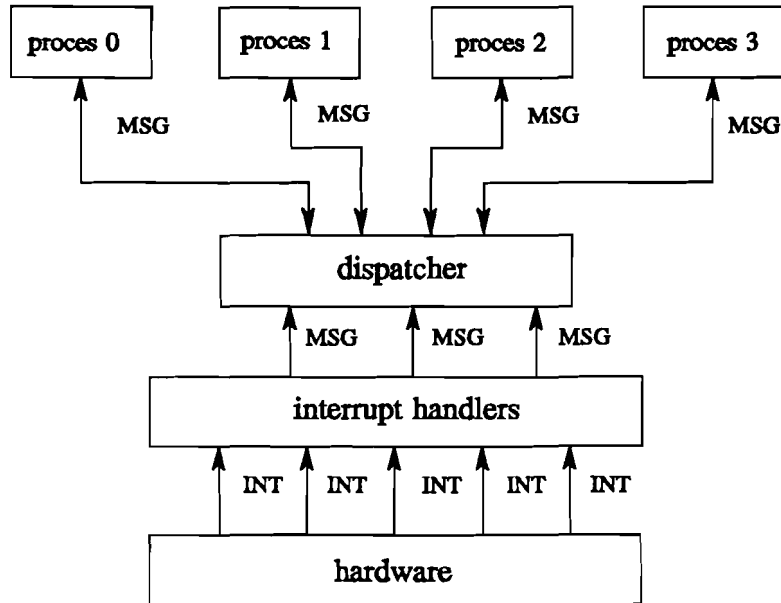 proces 0
proces 1
proces 2
proces 3
MSG
MSG
MSG
MSG
dispatcher
MSG
MSG
MSG
interrupt handlers
INT
INT
INT
INT
INT
hardware